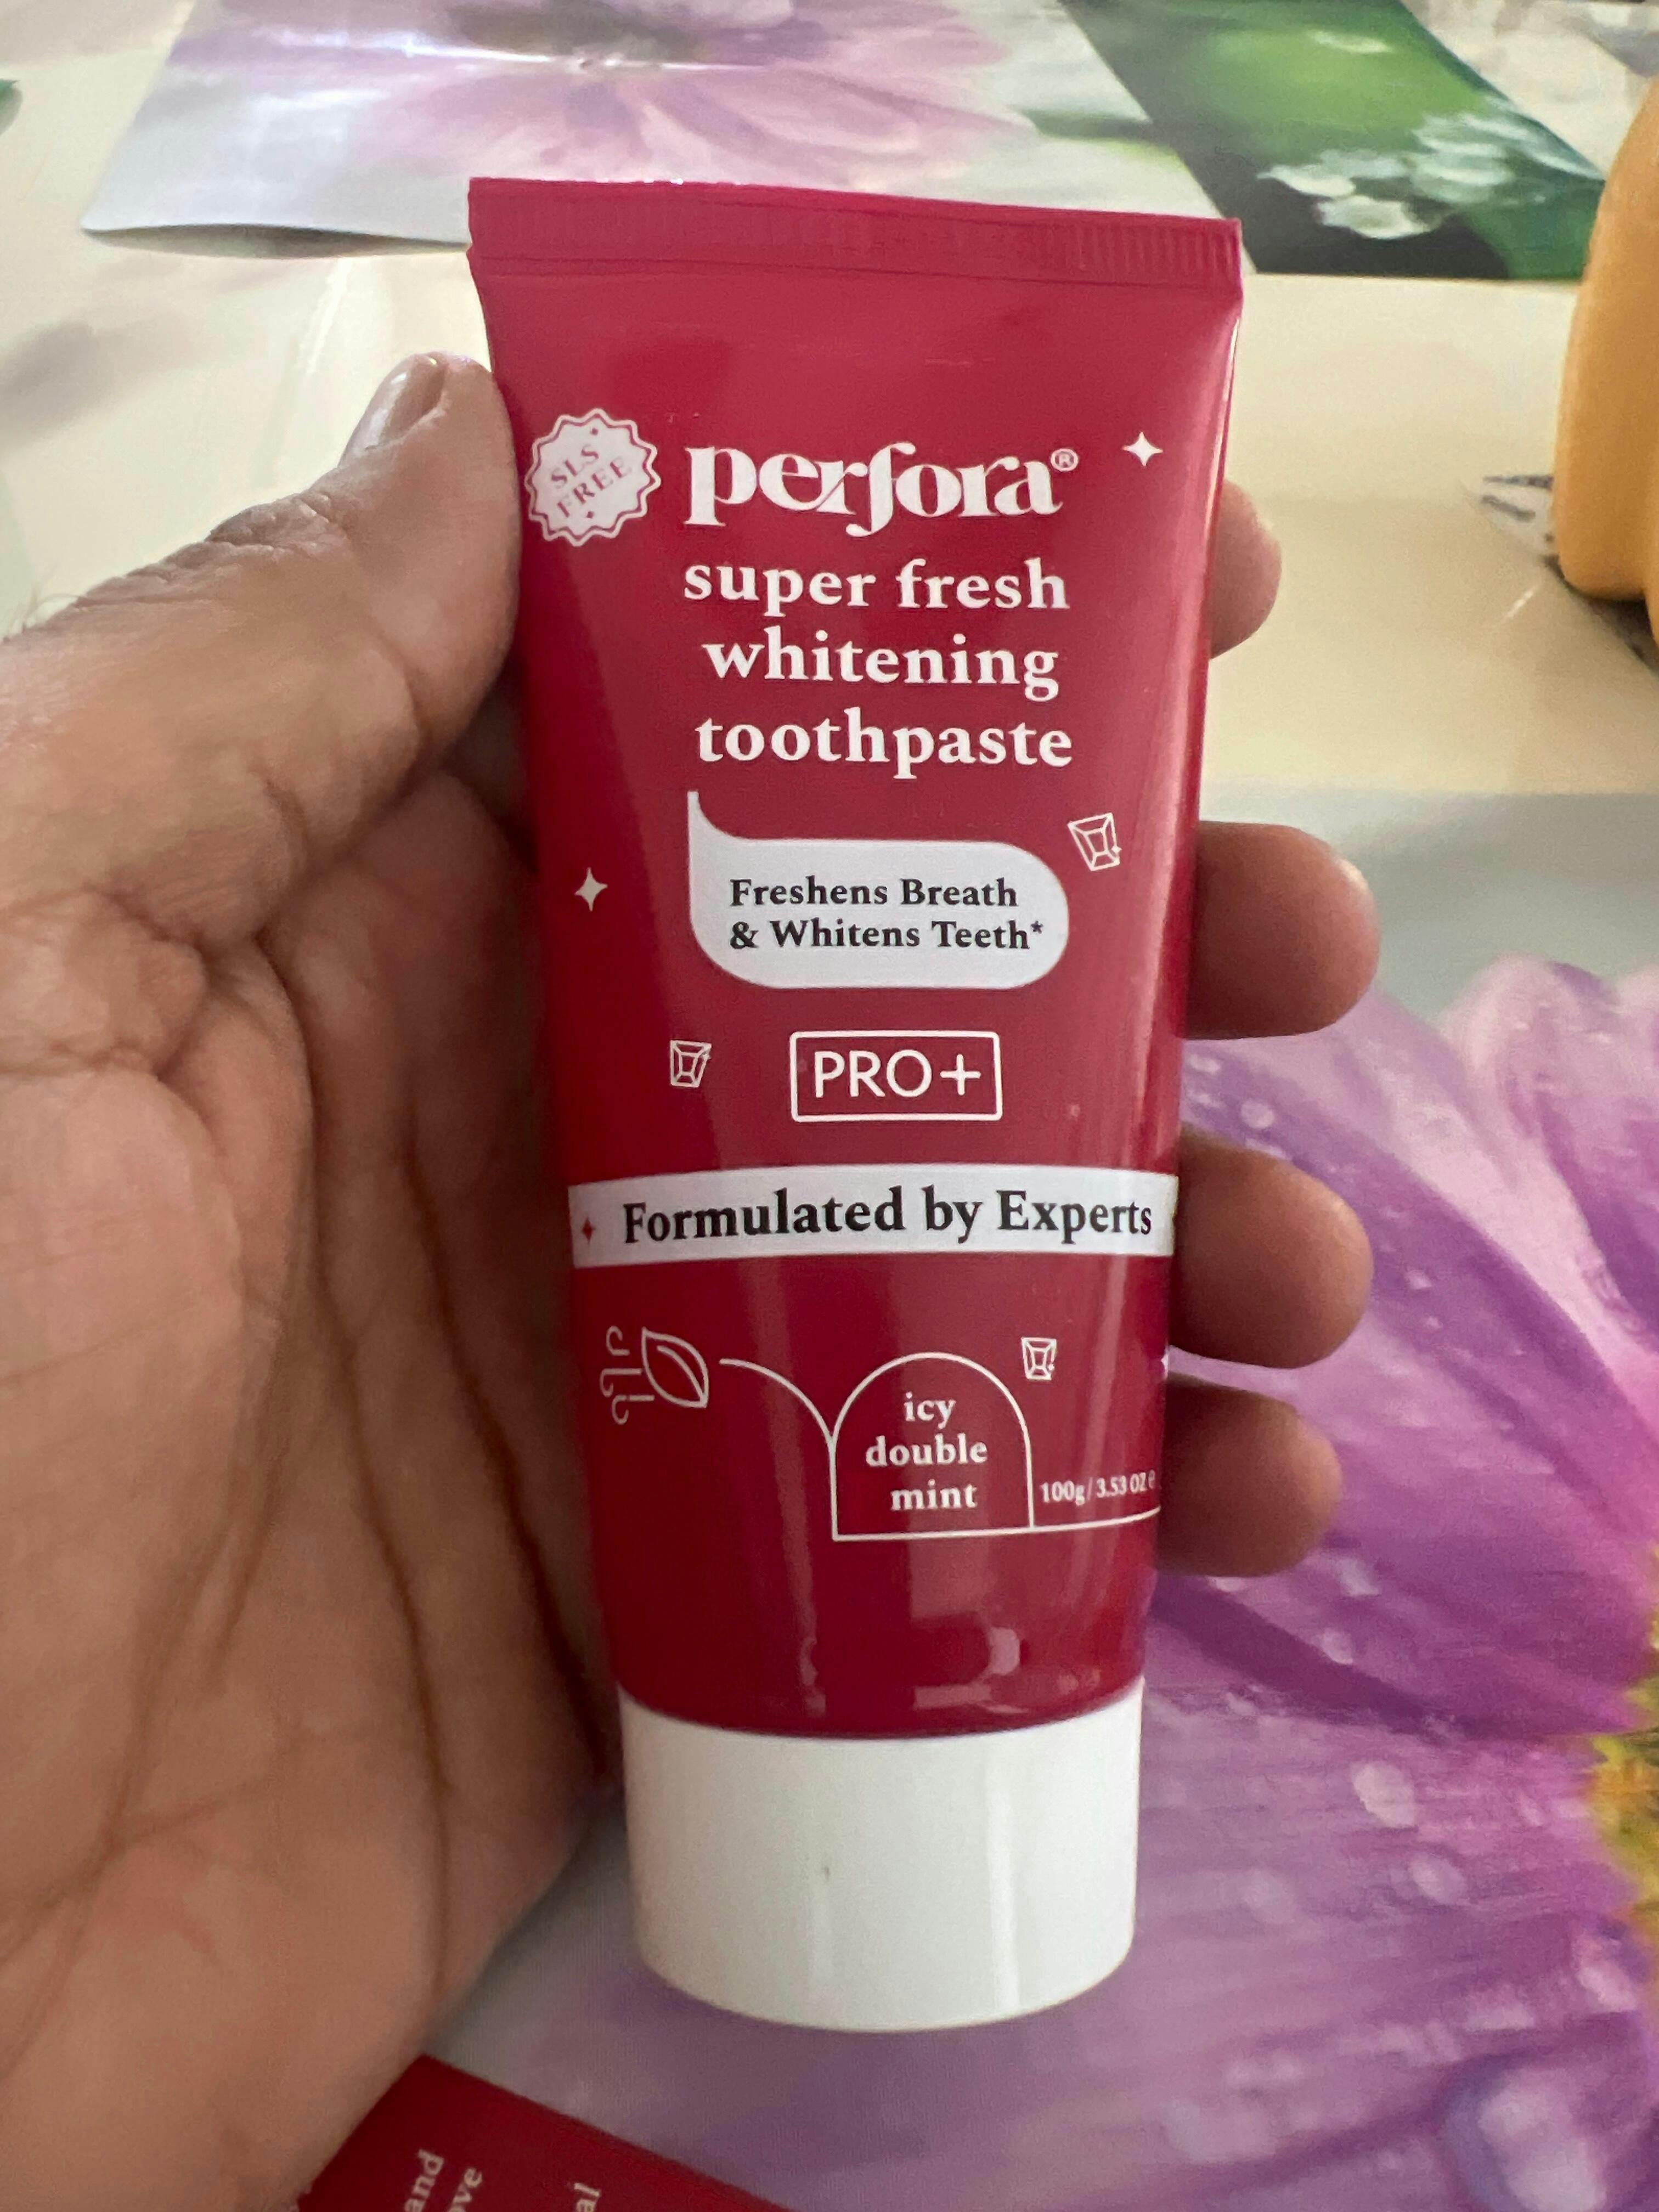 SLS
FREE
perfora®
super fresh
whitening
toothpaste
Freshens Breath
& Whitens Teeth*
PRO+
Formulated by Experts
icy
double
mint
100g/3.53 OZ e
and